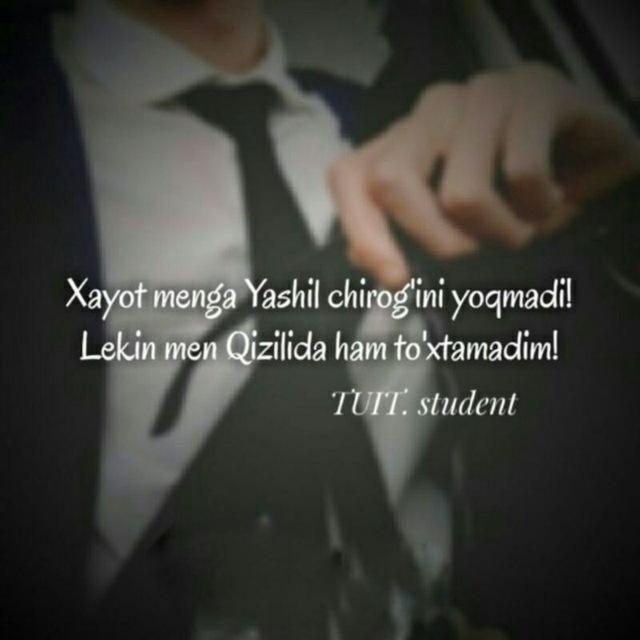 Xayot menga Yashil chirog'ini yoqmadi!
Lekin men Qizilida ham to'xtamadim!
TUIT. student